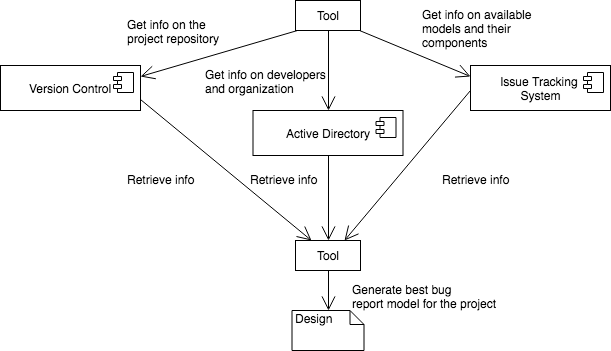 Tool
Get info on the
project repository
Get info on available
models and their
components
Get info on developers
and organization
Version Control
Issue Tracking
System
Active Directory
Retrieve info
Retrieve info
Retrieve info
Tool
Generate best bug
report model for the project
Design